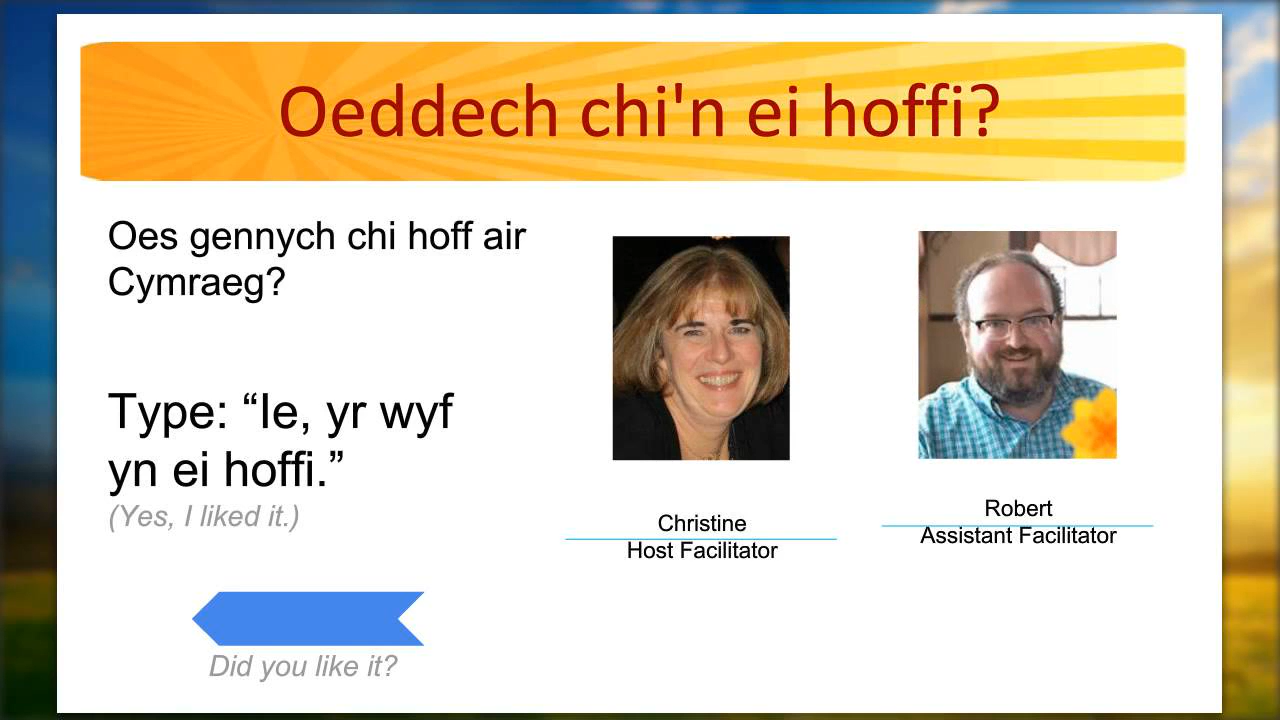 Oeddech chi'n ei hoffi?
Oes gennych chi hoff air
Cymraeg?
Type: “Ie, yr wyf
yn ei hoffi.”
(Yes, I liked it.)
Did you like it?
Christine
Host Facilitator
Robert
Assistant Facilitator